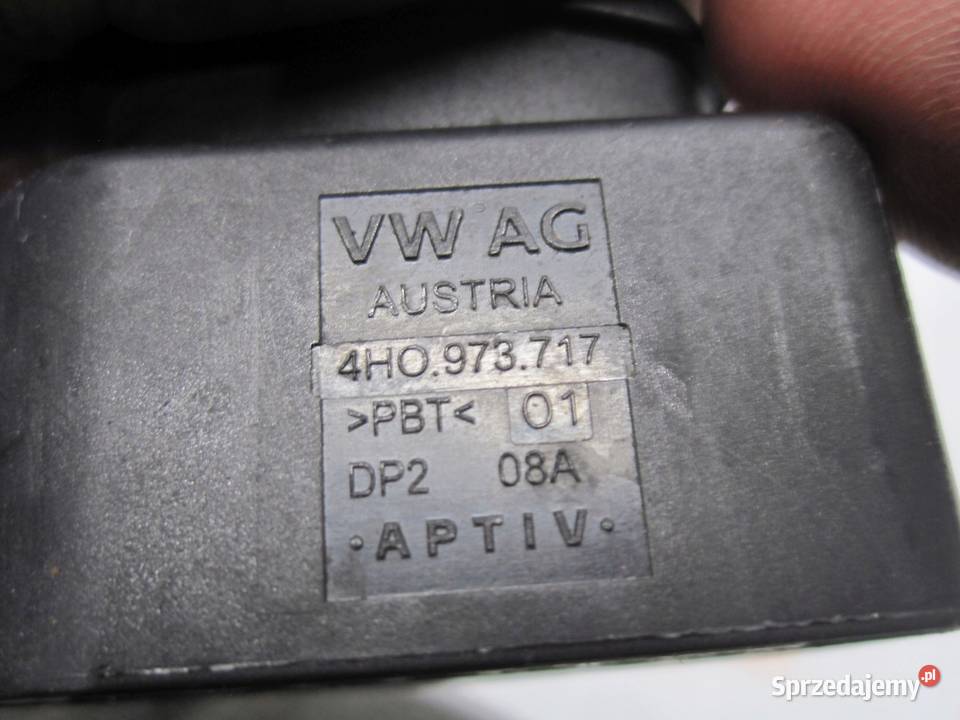 VW AG
AUSTRIA
4H0.973.717
>PBT< 01
DP2 08A
·APTIV·
Sprzedajemy.pl